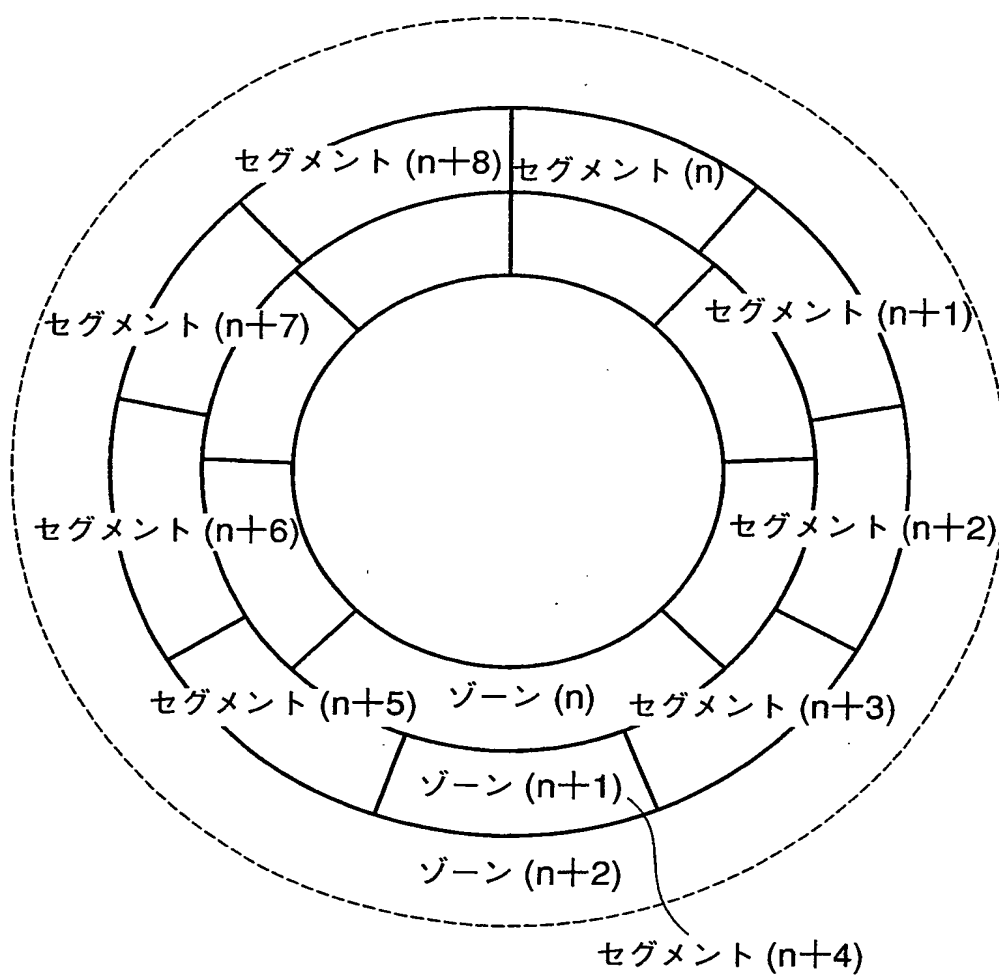 セグメント (n+8)
セグメント (n)
セグメント (n+7)
セグメント (n+1)
セグメント (n+6)
セグメント (n+2)
セグメント (n+5)
ゾーン (n)
セグメント (n+3)
ゾーン (n+1)
ゾーン (n+2)
セグメント (n+4)